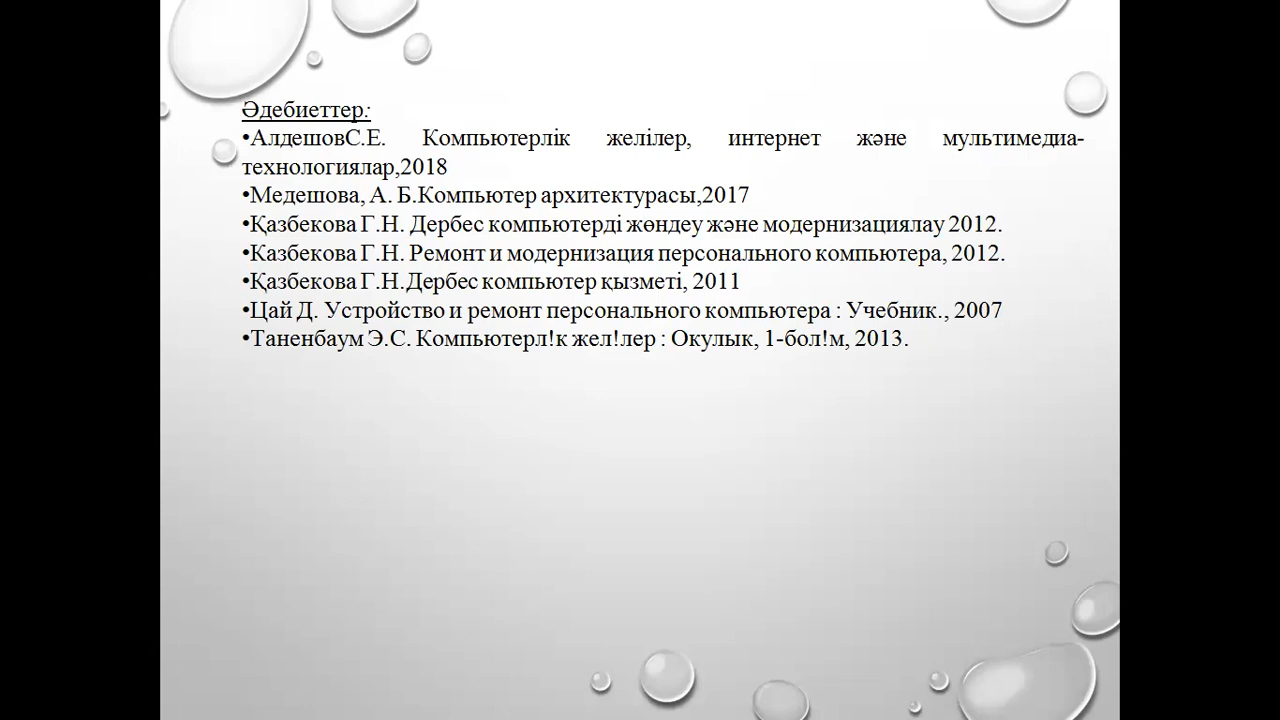 Әдебиеттер:
•АлдешовС.Е. Компьютерлік желілер, интернет және мультимедиа-
технологиялар,2018
•Медешова, А. Б.Компьютер архитектурасы,2017
•Қазбекова Г.Н. Дербес компьютерді жөндеу және модернизациялау 2012.
•Казбекова Г.Н. Ремонт и модернизация персонального компьютера, 2012.
•Қазбекова Г.Н.Дербес компьютер қызметі, 2011
•Цай Д. Устройство и ремонт персонального компьютера : Учебник., 2007
•Таненбаум Э.С. Компьютерл!к жел!лер : Окулык, 1-бол!м, 2013.